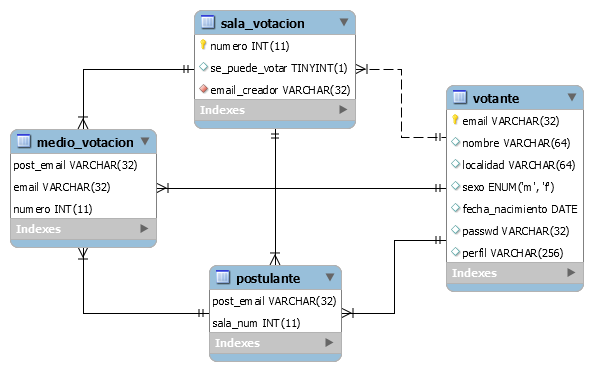 sala_votacion
numero INT(11)
se_puede_votar TINYINT(1)
email_creador VARCHAR(32)
Indexes
votante
email VARCHAR(32)
nombre VARCHAR(64)
localidad VARCHAR(64)
sexo ENUM('m', 'f')
fecha_nacimiento DATE
passwd VARCHAR(32)
perfil VARCHAR(256)
Indexes
medio_votacion
post_email VARCHAR(32)
email VARCHAR(32)
numero INT(11)
Indexes
postulante
post_email VARCHAR(32)
sala_num INT(11)
Indexes